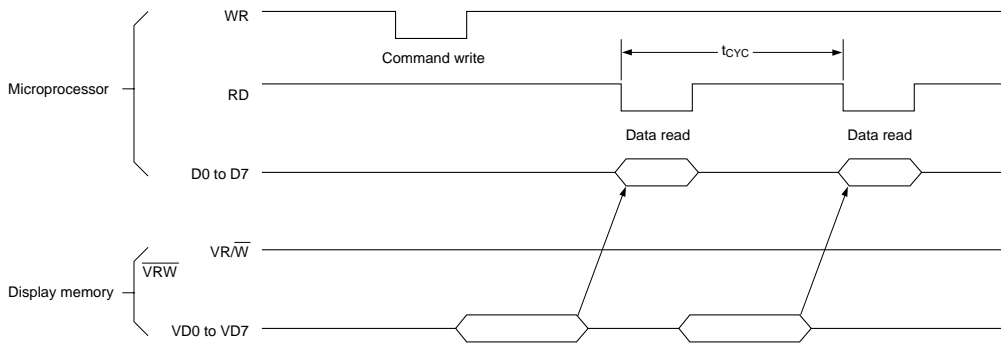 WR
Command write
tCYC
Microprocessor
RD
Data read
Data read
D0 to D7
VR/W̅
V̅R̅W̅
Display memory
VD0 to VD7